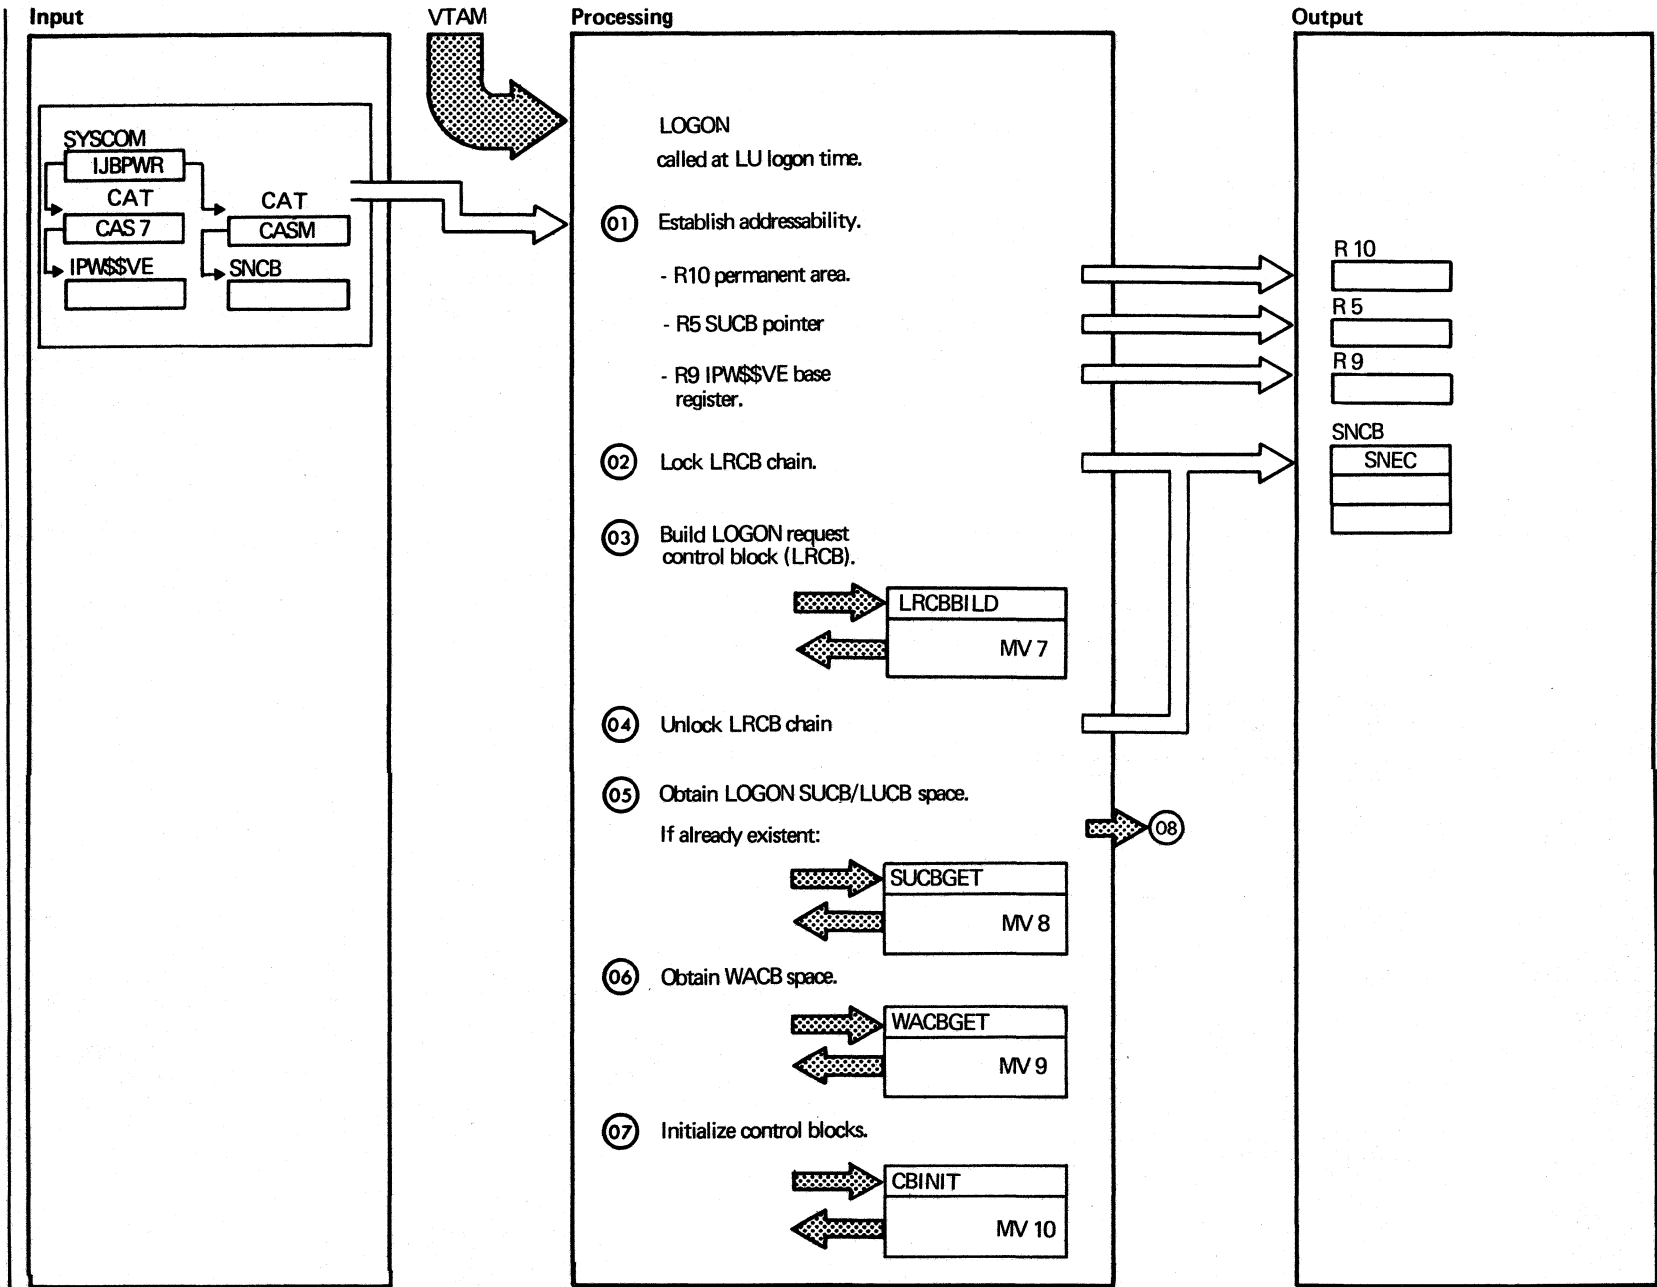 Input
VTAM
Processing
Output
SYSCOM
IJBPWR
CAT
CAS 7
IPW$$VE
CAT
CASM
SNCB
LOGON
called at LU logon time.
01 Establish addressability.
- R10 permanent area.
- R5 SUCB pointer
- R9 IPW$$VE base
register.
02 Lock LRCB chain.
03 Build LOGON request
control block (LRCB).
LRCBBILD
MV 7
04 Unlock LRCB chain
05 Obtain LOGON SUCB/LUCB space.
If already existent:
08
SUCBGET
MV 8
06 Obtain WACB space.
WACBGET
MV 9
07 Initialize control blocks.
CBINIT
MV 10
R 10
R 5
R 9
SNCB
SNEC